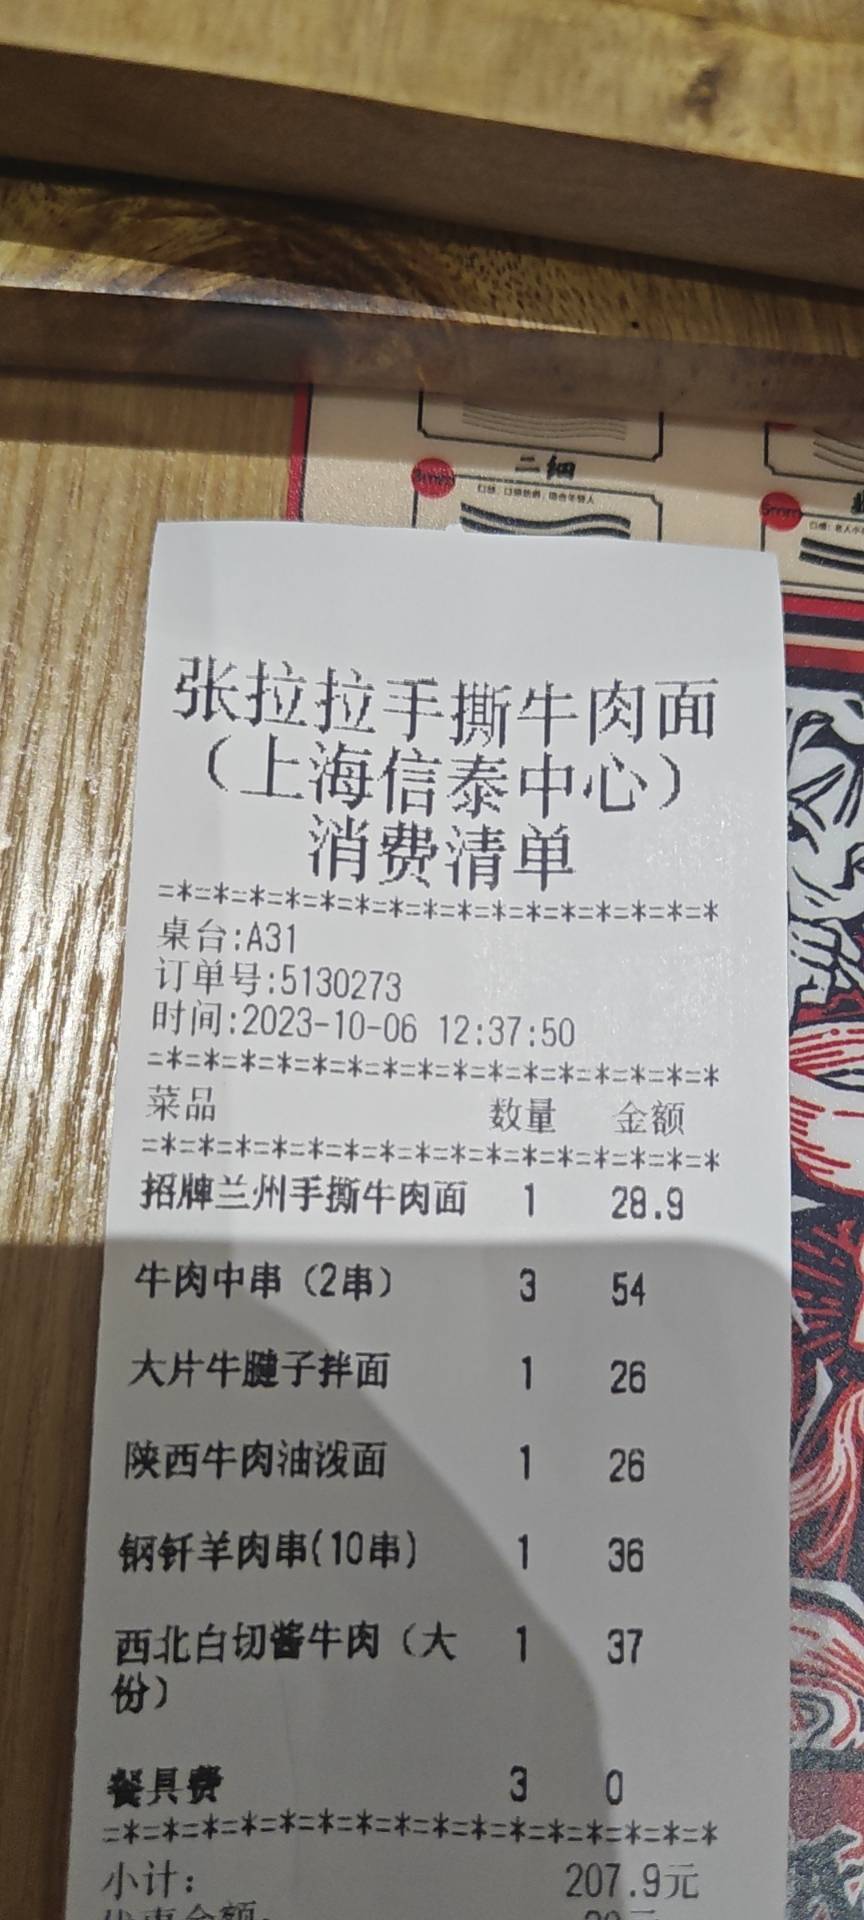 二细
3mm
5mm
张拉拉手撕牛肉面
（上海信泰中心）
消费清单
=*=*=*=*=*=*=*=*=*=*=*=*=*=*=*=*
桌台:A31
订单号:5130273
时间:2023-10-06 12:37:50
=*=*=*=*=*=*=*=*=*=*=*=*=*=*=*=*
菜品 数量 金额
=*=*=*=*=*=*=*=*=*=*=*=*=*=*=*=*
招牌兰州手撕牛肉面 1 28.9
牛肉中串（2串） 3 54
大片牛腱子拌面 1 26
陕西牛肉油泼面 1 26
钢钎羊肉串(10串) 1 36
西北白切酱牛肉（大 1 37
份）
餐具费 3 0
=*=*=*=*=*=*=*=*=*=*=*=*=*=*=*=*
小计: 207.9元